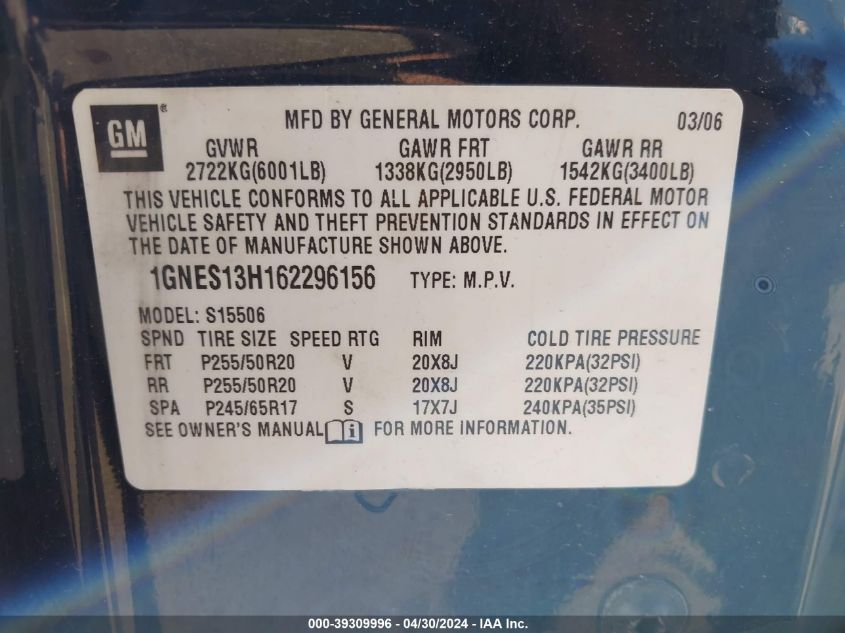 GM® MFD BY GENERAL MOTORS CORP. 03/06
GVWR GAWR FRT GAWR RR
2722KG(6001LB) 1338KG(2950LB) 1542KG(3400LB)
THIS VEHICLE CONFORMS TO ALL APPLICABLE U.S. FEDERAL MOTOR
VEHICLE SAFETY AND THEFT PREVENTION STANDARDS IN EFFECT ON
THE DATE OF MANUFACTURE SHOWN ABOVE.
1GNES13H162296156 TYPE: M.P.V.
MODEL: S15506
SPND TIRE SIZE SPEED RTG RIM COLD TIRE PRESSURE
FRT P255/50R20 V 20X8J 220KPA(32PSI)
RR P255/50R20 V 20X8J 220KPA(32PSI)
SPA P245/65R17 S 17X7J 240KPA(35PSI)
SEE OWNER'S MANUAL i FOR MORE INFORMATION.
000-39309996 - 04/30/2024 - IAA Inc.